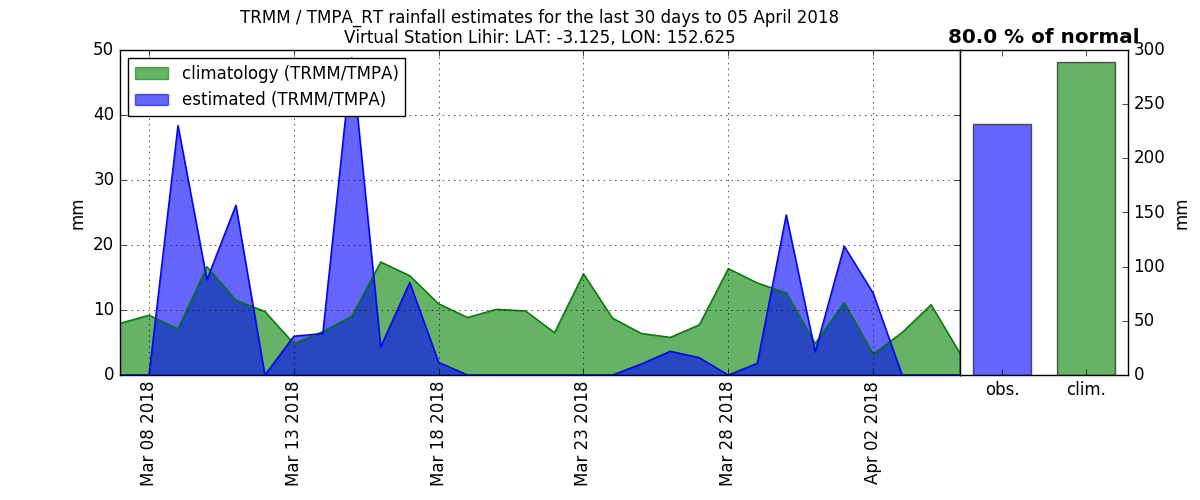 TRMM / TMPA_RT rainfall estimates for the last 30 days to 05 April 2018
Virtual Station Lihir: LAT: -3.125, LON: 152.625
80.0 % of normal
climatology (TRMM/TMPA)
estimated (TRMM/TMPA)
50
40
30
20
10
0
mm
Mar 08 2018
Mar 13 2018
Mar 18 2018
Mar 23 2018
Mar 28 2018
Apr 02 2018
300
250
200
150
100
50
0
mm
obs.
clim.